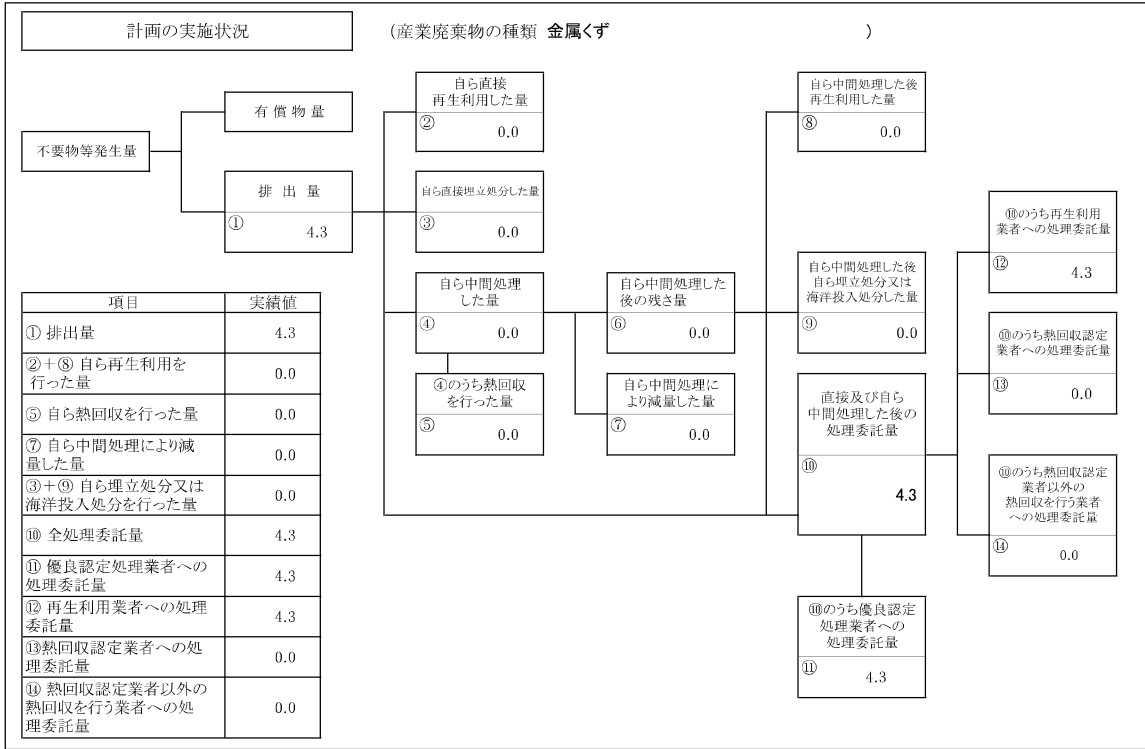 計画の実施状況
(産業廃棄物の種類 金属くず )
不要物等発生量
有償物量
排出量
①
4.3
自ら直接
再生利用した量
②
0.0
自ら直接埋立処分した量
③
0.0
自ら中間処理
した量
④
0.0
④のうち熱回収
を行った量
⑤
0.0
自ら中間処理した
後の残さ量
⑥
0.0
自ら中間処理に
より減量した量
⑦
0.0
自ら中間処理した後
再生利用した量
⑧
0.0
自ら中間処理した後
自ら埋立処分又は
海洋投入処分した量
⑨
0.0
直接及び自ら
中間処理した後の
処理委託量
⑩
4.3
⑩のうち優良認定
処理業者への
処理委託量
⑪
4.3
⑩のうち再生利用
業者への処理委託量
⑫
4.3
⑩のうち熱回収認定
業者への処理委託量
⑬
0.0
⑩のうち熱回収認定
業者以外の
熱回収を行う業者
への処理委託量
⑭
0.0
項目 実績値
① 排出量 4.3
②+⑧ 自ら再生利用を
行った量 0.0
⑤ 自ら熱回収を行った量 0.0
⑦ 自ら中間処理により減
量した量 0.0
③+⑨ 自ら埋立処分又は
海洋投入処分を行った量 0.0
⑩ 全処理委託量 4.3
⑪ 優良認定処理業者への
処理委託量 4.3
⑫ 再生利用業者への処理
委託量 4.3
⑬熱回収認定業者への処
理委託量 0.0
⑭ 熱回収認定業者以外の
熱回収を行う業者への処
理委託量 0.0